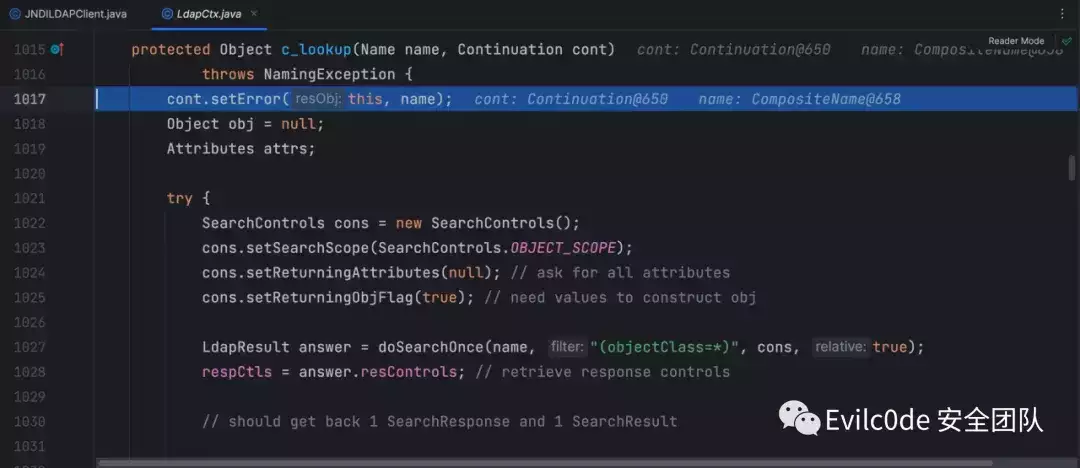 JNDILDAPClient.java LdapCtx.java
Reader Mode
1015 protected Object c_lookup(Name name, Continuation cont) cont: Continuation@650 name: CompositeName@658
1016 throws NamingException {
1017 cont.setError( resObj: this, name); cont: Continuation@650 name: CompositeName@658
1018 Object obj = null;
1019 Attributes attrs;
1020
1021 try {
1022 SearchControls cons = new SearchControls();
1023 cons.setSearchScope(SearchControls.OBJECT_SCOPE);
1024 cons.setReturningAttributes(null); // ask for all attributes
1025 cons.setReturningObjFlag(true); // need values to construct obj
1026
1027 LdapResult answer = doSearchOnce(name, filter: "(objectClass=*)", cons, relative: true);
1028 respCtls = answer.resControls; // retrieve response controls
1029
1030 // should get back 1 SearchResponse and 1 SearchResult
1031
Evilc0de 安全团队